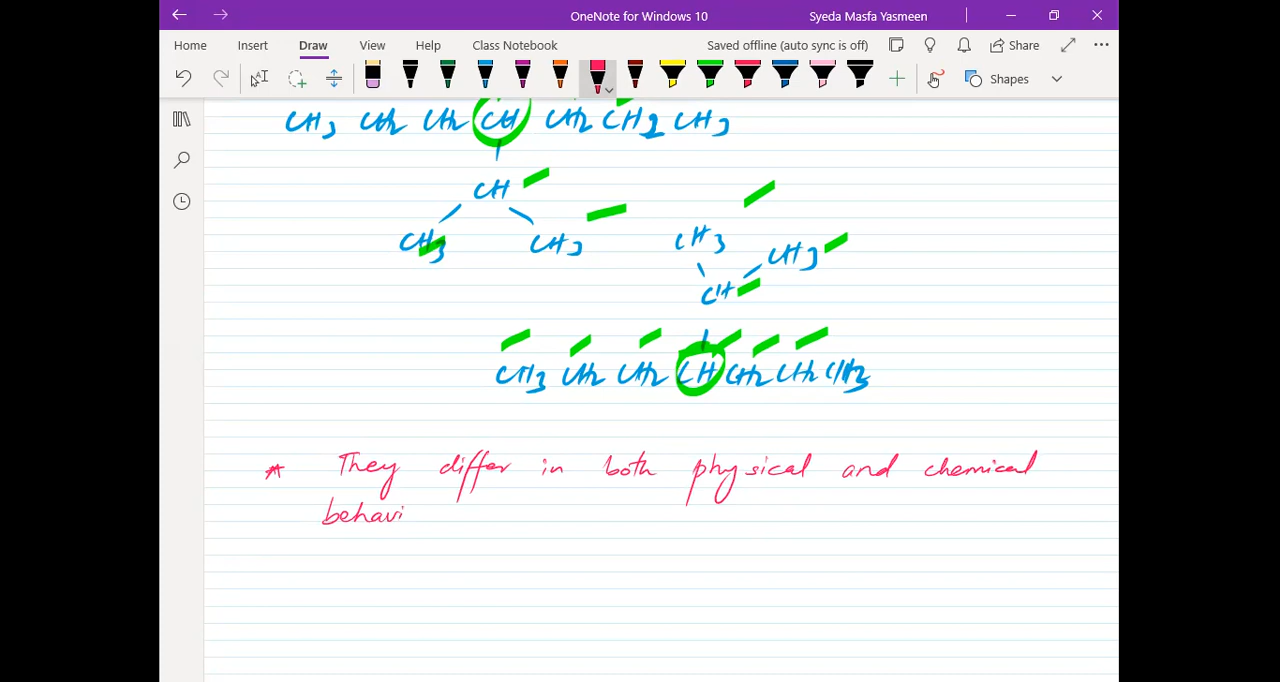 OneNote for Windows 10 Syeda Masfa Yasmeen
Home Insert Draw View Help Class Notebook Saved offline (auto sync is off) Share
Shapes
CH3 CH2 CH2 CH CH2 CH2 CH3
CH
CH3 CH3
CH3 CH3
CH
CH3 CH2 CH2 CH CH2 CH2 CH3
* They differ in both physical and chemical
behavi